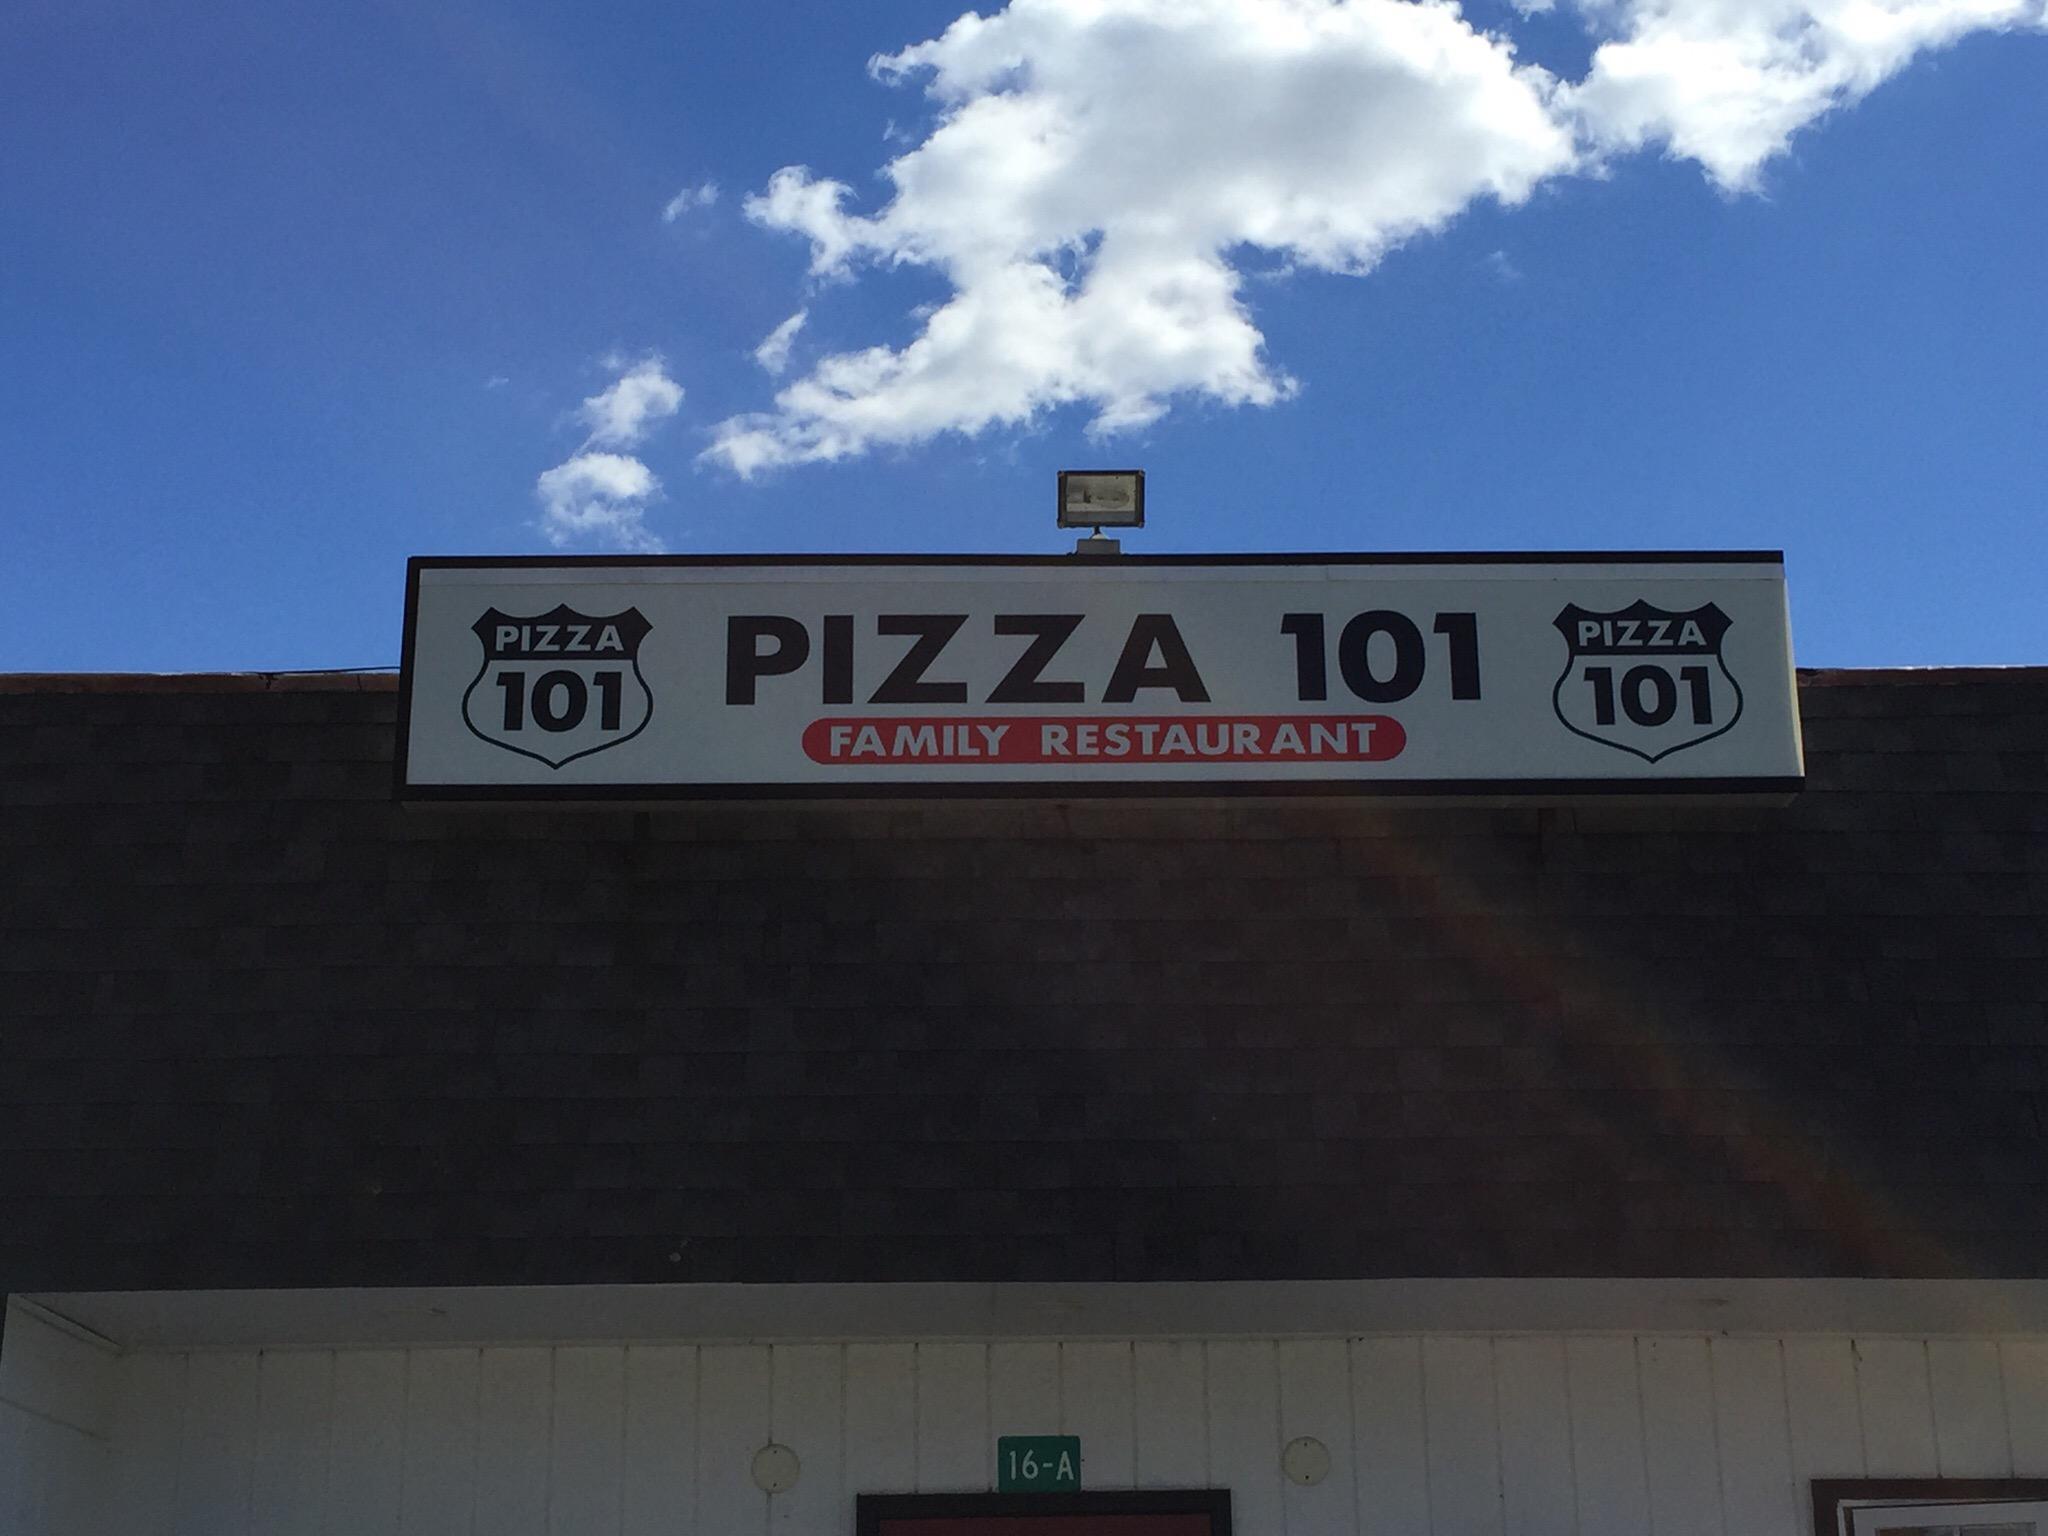 PIZZA
101
PIZZA 101
FAMILY RESTAURANT
PIZZA
101
16-A